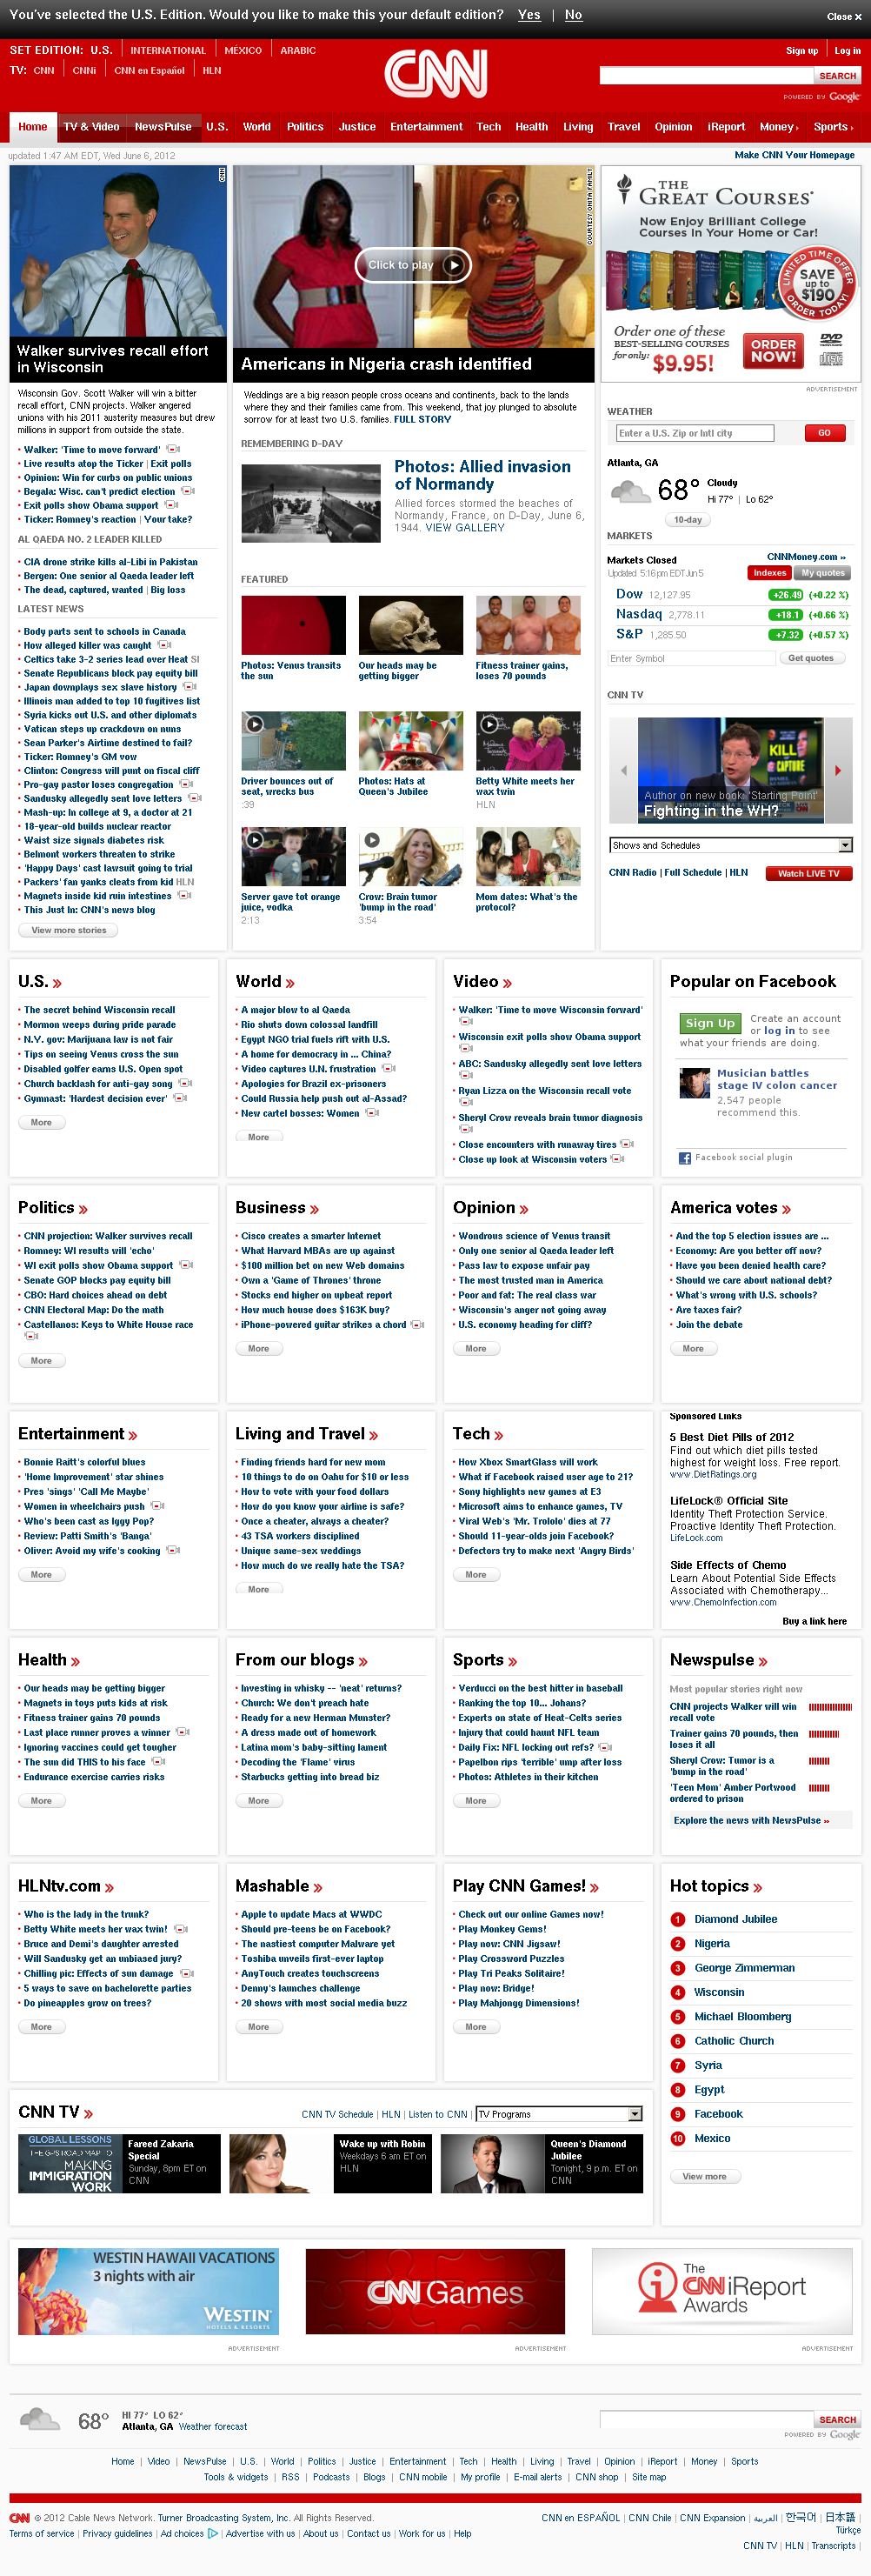 You've selected the U.S. Edition. Would you like to make this your default edition? Yes | No
Close ×
SET EDITION: U.S. INTERNATIONAL MÉXICO ARABIC
TV: CNN CNNi CNN en Español HLN
CNN
Sign up Log in
SEARCH
POWERED BY Google
Home TV & Video NewsPulse U.S. World Politics Justice Entertainment Tech Health Living Travel Opinion iReport Money Sports
updated 1:47 AM EDT, Wed June 6, 2012
Make CNN Your Homepage
CNN
Walker survives recall effort
in Wisconsin
Wisconsin Gov. Scott Walker will win a bitter
recall effort, CNN projects. Walker angered
unions with his 2011 austerity measures but drew
millions in support from outside the state.
Walker: 'Time to move forward'
Live results atop the Ticker | Exit polls
Opinion: Win for curbs on public unions
Begala: Wisc. can't predict election
Exit polls show Obama support
Ticker: Romney's reaction | Your take?
AL QAEDA NO. 2 LEADER KILLED
CIA drone strike kills al-Libi in Pakistan
Bergen: One senior al Qaeda leader left
The dead, captured, wanted | Big loss
LATEST NEWS
Body parts sent to schools in Canada
How alleged killer was caught
Celtics take 3-2 series lead over Heat SI
Senate Republicans block pay equity bill
Japan downplays sex slave history
Illinois man added to top 10 fugitives list
Syria kicks out U.S. and other diplomats
Vatican steps up crackdown on nuns
Sean Parker's Airtime destined to fail?
Ticker: Romney's GM vow
Clinton: Congress will punt on fiscal cliff
Pro-gay pastor loses congregation
Sandusky allegedly sent love letters
Mash-up: In college at 9, a doctor at 21
18-year-old builds nuclear reactor
Waist size signals diabetes risk
Belmont workers threaten to strike
'Happy Days' cast lawsuit going to trial
Packers' fan yanks cleats from kid HLN
Magnets inside kid ruin intestines
This Just In: CNN's news blog
View more stories
COURTESY ONITA FAMILY
Click to play
Americans in Nigeria crash identified
Weddings are a big reason people cross oceans and continents, back to the lands
where they and their families came from. This weekend, that joy plunged to absolute
sorrow for at least two U.S. families. FULL STORY
REMEMBERING D-DAY
Photos: Allied invasion
of Normandy
Allied forces stormed the beaches of
Normandy, France, on D-Day, June 6,
1944. VIEW GALLERY
FEATURED
Photos: Venus transits
the sun
Our heads may be
getting bigger
Fitness trainer gains,
loses 70 pounds
Driver bounces out of
seat, wrecks bus
:39
Photos: Hats at
Queen's Jubilee
Betty White meets her
wax twin
HLN
Server gave tot orange
juice, vodka
2:13
Crow: Brain tumor
'bump in the road'
3:54
Mom dates: What's the
protocol?
THE
GREAT COURSES
Now Enjoy Brilliant College
Courses In Your Home or Car!
LIMITED TIME OFFER
SAVE
up to
$190
ORDER TODAY!
Order one of these
BEST-SELLING COURSES
for only: $9.95!
ORDER
NOW!
DVD
ADVERTISEMENT
WEATHER
Enter a U.S. Zip or Intl city
GO
Atlanta, GA
68° Cloudy
Hi 77° | Lo 62°
10-day
MARKETS
Markets Closed
CNNMoney.com »
Updated 5:16pm EDT Jun 5
Indexes My quotes
Dow 12,127.95 +26.49 (+0.22 %)
Nasdaq 2,778.11 +18.1 (+0.66 %)
S&P 1,285.50 +7.32 (+0.57 %)
Enter Symbol
Get quotes
CNN TV
KILL
CAPTURE
Author on new book: 'Starting Point'
Fighting in the WH?
Shows and Schedules
CNN Radio | Full Schedule | HLN
Watch LIVE TV
U.S. »
The secret behind Wisconsin recall
Mormon weeps during pride parade
N.Y. gov: Marijuana law is not fair
Tips on seeing Venus cross the sun
Disabled golfer earns U.S. Open spot
Church backlash for anti-gay song
Gymnast: 'Hardest decision ever'
More
World »
A major blow to al Qaeda
Rio shuts down colossal landfill
Egypt NGO trial fuels rift with U.S.
A home for democracy in ... China?
Video captures U.N. frustration
Apologies for Brazil ex-prisoners
Could Russia help push out al-Assad?
New cartel bosses: Women
More
Video »
Walker: 'Time to move Wisconsin forward'
Wisconsin exit polls show Obama support
ABC: Sandusky allegedly sent love letters
Ryan Lizza on the Wisconsin recall vote
Sheryl Crow reveals brain tumor diagnosis
Close encounters with runaway tires
Close up look at Wisconsin voters
Popular on Facebook
Sign Up
Create an account
or log in to see
what your friends are doing.
Musician battles
stage IV colon cancer
2,547 people
recommend this.
Facebook social plugin
Politics »
CNN projection: Walker survives recall
Romney: WI results will 'echo'
WI exit polls show Obama support
Senate GOP blocks pay equity bill
CBO: Hard choices ahead on debt
CNN Electoral Map: Do the math
Castellanos: Keys to White House race
More
Business »
Cisco creates a smarter Internet
What Harvard MBAs are up against
$100 million bet on new Web domains
Own a 'Game of Thrones' throne
Stocks end higher on upbeat report
How much house does $163K buy?
iPhone-powered guitar strikes a chord
More
Opinion »
Wondrous science of Venus transit
Only one senior al Qaeda leader left
Pass law to expose unfair pay
The most trusted man in America
Poor and fat: The real class war
Wisconsin's anger not going away
U.S. economy heading for cliff?
More
America votes »
And the top 5 election issues are ...
Economy: Are you better off now?
Have you been denied health care?
Should we care about national debt?
What's wrong with U.S. schools?
Are taxes fair?
Join the debate
More
Entertainment »
Bonnie Raitt's colorful blues
'Home Improvement' star shines
Pres 'sings' 'Call Me Maybe'
Women in wheelchairs push
Who's been cast as Iggy Pop?
Review: Patti Smith's 'Banga'
Oliver: Avoid my wife's cooking
More
Living and Travel »
Finding friends hard for new mom
10 things to do on Oahu for $10 or less
How to vote with your food dollars
How do you know your airline is safe?
Once a cheater, always a cheater?
43 TSA workers disciplined
Unique same-sex weddings
How much do we really hate the TSA?
More
Tech »
How Xbox SmartGlass will work
What if Facebook raised user age to 21?
Sony highlights new games at E3
Microsoft aims to enhance games, TV
Viral Web's 'Mr. Trololo' dies at 77
Should 11-year-olds join Facebook?
Defectors try to make next 'Angry Birds'
More
Sponsored Links
5 Best Diet Pills of 2012
Find out which diet pills tested
highest for weight loss. Free report.
www.DietRatings.org
LifeLock® Official Site
Identity Theft Protection Service.
Proactive Identity Theft Protection.
LifeLock.com
Side Effects of Chemo
Learn About Potential Side Effects
Associated with Chemotherapy...
www.ChemoInfection.com
Buy a link here
Health »
Our heads may be getting bigger
Magnets in toys puts kids at risk
Fitness trainer gains 70 pounds
Last place runner proves a winner
Ignoring vaccines could get tougher
The sun did THIS to his face
Endurance exercise carries risks
More
From our blogs »
Investing in whisky -- 'neat' returns?
Church: We don't preach hate
Ready for a new Herman Munster?
A dress made out of homework
Latina mom's baby-sitting lament
Decoding the 'Flame' virus
Starbucks getting into bread biz
More
Sports »
Verducci on the best hitter in baseball
Ranking the top 10... Johans?
Experts on state of Heat-Celts series
Injury that could haunt NFL team
Daily Fix: NFL locking out refs?
Papelbon rips 'terrible' ump after loss
Photos: Athletes in their kitchen
More
Newspulse »
Most popular stories right now
CNN projects Walker will win
recall vote
Trainer gains 70 pounds, then
loses it all
Sheryl Crow: Tumor is a
'bump in the road'
'Teen Mom' Amber Portwood
ordered to prison
Explore the news with NewsPulse »
HLNtv.com »
Who is the lady in the trunk?
Betty White meets her wax twin!
Bruce and Demi's daughter arrested
Will Sandusky get an unbiased jury?
Chilling pic: Effects of sun damage
5 ways to save on bachelorette parties
Do pineapples grow on trees?
More
Mashable »
Apple to update Macs at WWDC
Should pre-teens be on Facebook?
The nastiest computer Malware yet
Toshiba unveils first-ever laptop
AnyTouch creates touchscreens
Denny's launches challenge
20 shows with most social media buzz
More
Play CNN Games! »
Check out our online Games now!
Play Monkey Gems!
Play now: CNN Jigsaw!
Play Crossword Puzzles
Play Tri Peaks Solitaire!
Play now: Bridge!
Play Mahjongg Dimensions!
More
Hot topics »
1 Diamond Jubilee
2 Nigeria
3 George Zimmerman
4 Wisconsin
5 Michael Bloomberg
6 Catholic Church
7 Syria
8 Egypt
9 Facebook
10 Mexico
View more
CNN TV »
CNN TV Schedule | HLN | Listen to CNN | TV Programs
GLOBAL LESSONS
THE GPS ROAD MAP TO
MAKING
IMMIGRATION
WORK
Fareed Zakaria
Special
Sunday, 8pm ET on
CNN
Wake up with Robin
Weekdays 6 am ET on
HLN
Queen's Diamond
Jubilee
Tonight, 9 p.m. ET on
CNN
WESTIN HAWAII VACATIONS
3 nights with air
WESTIN
HOTELS & RESORTS
ADVERTISEMENT
CNN Games
ADVERTISEMENT
The
CNN iReport
Awards
ADVERTISEMENT
68° HI 77° LO 62°
Atlanta, GA Weather forecast
SEARCH
POWERED BY Google
Home | Video | NewsPulse | U.S. | World | Politics | Justice | Entertainment | Tech | Health | Living | Travel | Opinion | iReport | Money | Sports
Tools & widgets | RSS | Podcasts | Blogs | CNN mobile | My profile | E-mail alerts | CNN shop | Site map
CNN © 2012 Cable News Network. Turner Broadcasting System, Inc. All Rights Reserved.
Terms of service | Privacy guidelines | Ad choices | Advertise with us | About us | Contact us | Work for us | Help
CNN en ESPAÑOL | CNN Chile | CNN Expansion | العربية | 한국어 | 日本語 |
Türkçe
CNN TV | HLN | Transcripts |